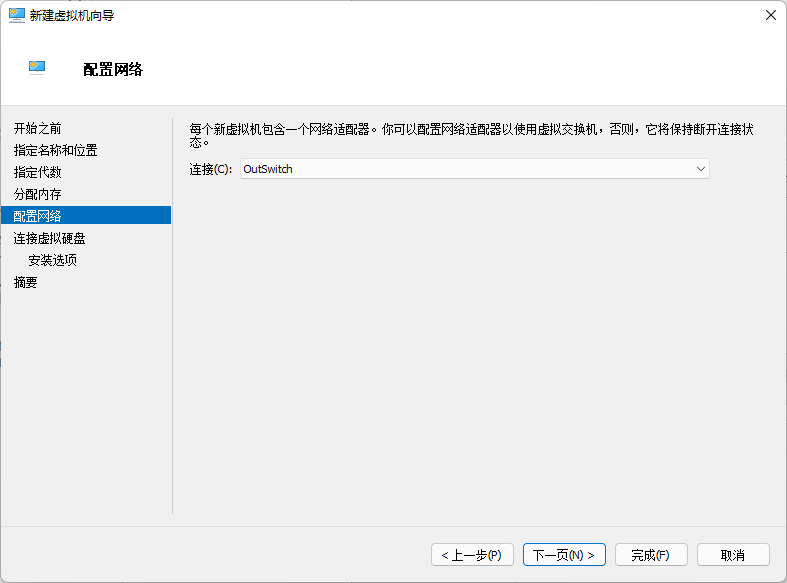 新建虚拟机向导
配置网络
开始之前
指定名称和位置
指定代数
分配内存
配置网络
连接虚拟硬盘
安装选项
摘要
每个新虚拟机包含一个网络适配器。你可以配置网络适配器以使用虚拟交换机，否则，它将保持断开连接状
态。
连接(C): OutSwitch
< 上一步(P) 下一页(N) > 完成(F) 取消